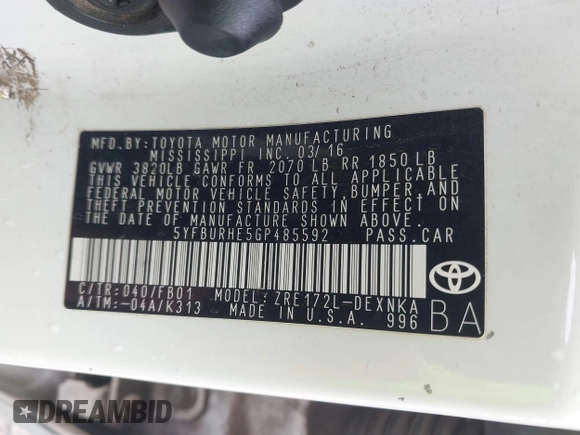 MFD. BY: TOYOTA MOTOR MANUFACTURING
MISSISSIPPI INC. 03/16
GVWR 3820LB GAWR FR 2070 LB RR 1850 LB
THIS VEHICLE CONFORMS TO ALL APPLICABLE
FEDERAL MOTOR VEHICLE SAFETY, BUMPER, AND
THEFT PREVENTION STANDARDS IN EFFECT ON
THE DATE OF MANUFACTURE SHOWN ABOVE.
5YFBURHE5GP485592 PASS. CAR
C/TR: 040/FB01 MODEL: ZRE172L-DEXNKA
A/TM: -04A/K313 MADE IN U.S.A. 996
BA
DREAMBID